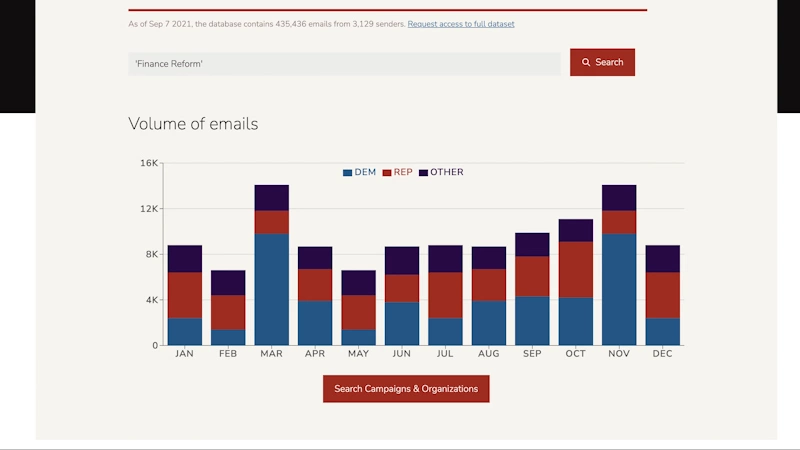 As of Sep 7 2021, the database contains 435,436 emails from 3,129 senders. Request access to full dataset
'Finance Reform'
Search
Volume of emails
16K
DEM REP OTHER
12K
8K
4K
0
JAN FEB MAR APR MAY JUN JUL AUG SEP OCT NOV DEC
Search Campaigns & Organizations